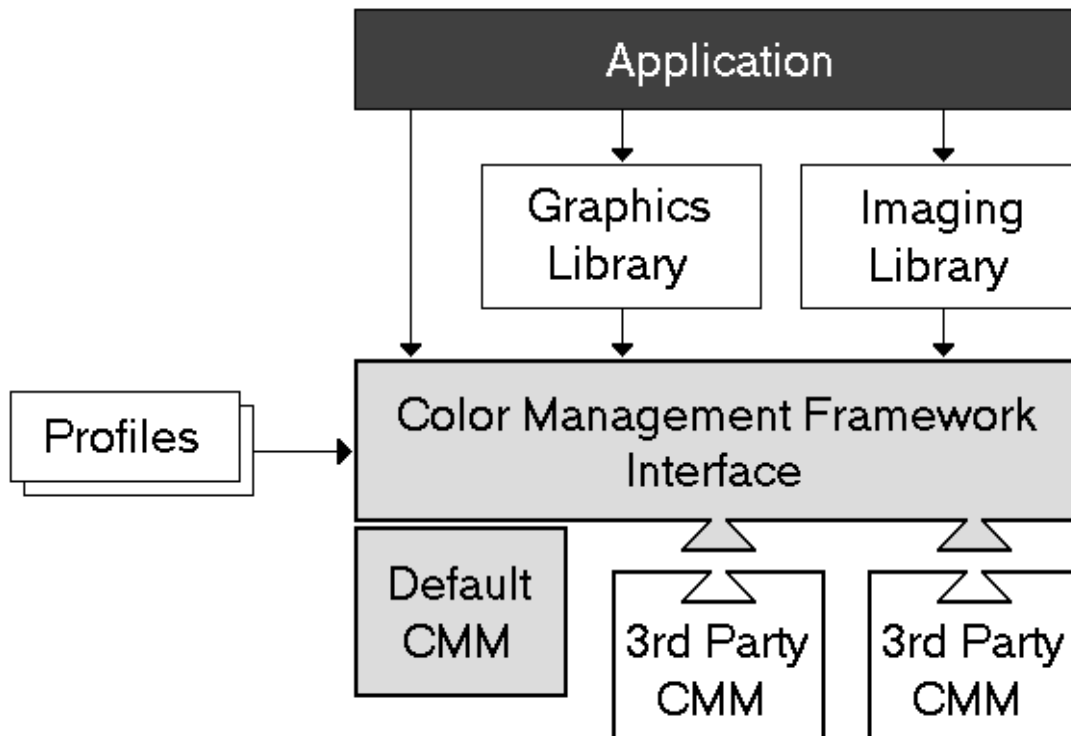 Application
Graphics
Library
Imaging
Library
Profiles
Color Management Framework
Interface
Default
CMM
3rd Party
CMM
3rd Party
CMM